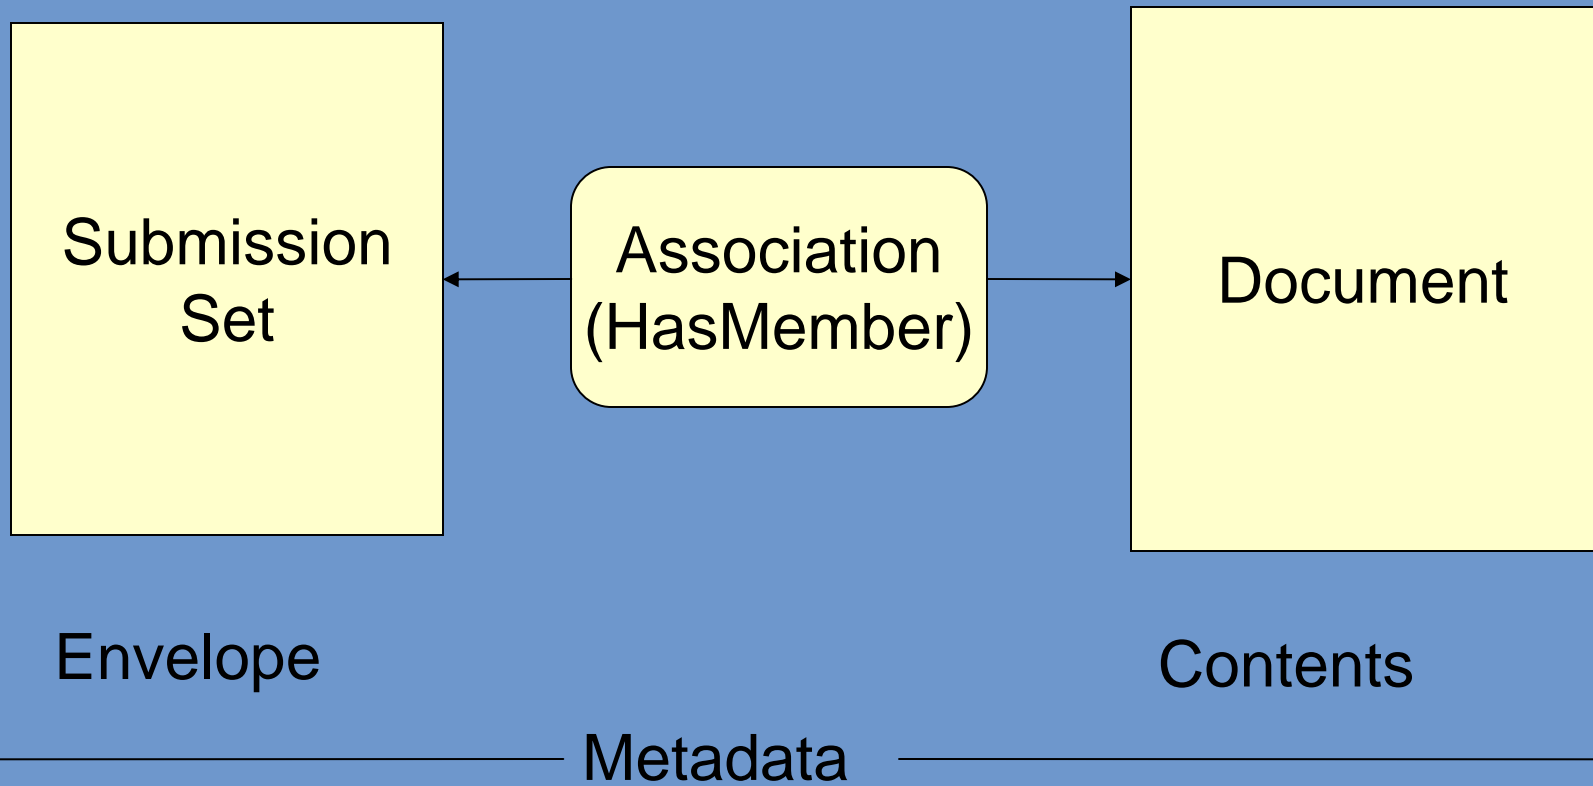 Submission
Set
Association
(HasMember)
Document
Envelope
Contents
Metadata